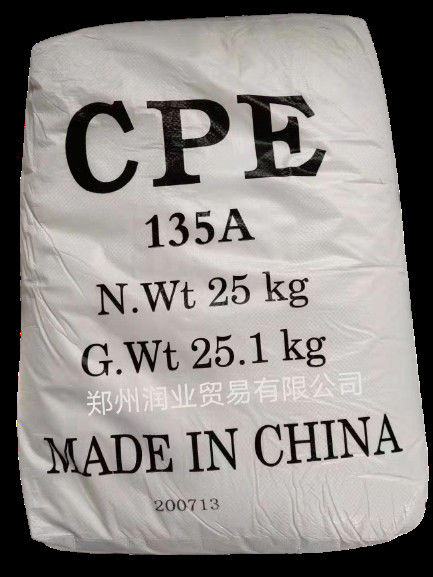 CPE
135A
N.Wt 25 kg
G.Wt 25.1 kg
郑州润业贸易有限公司
MADE IN CHINA
200713